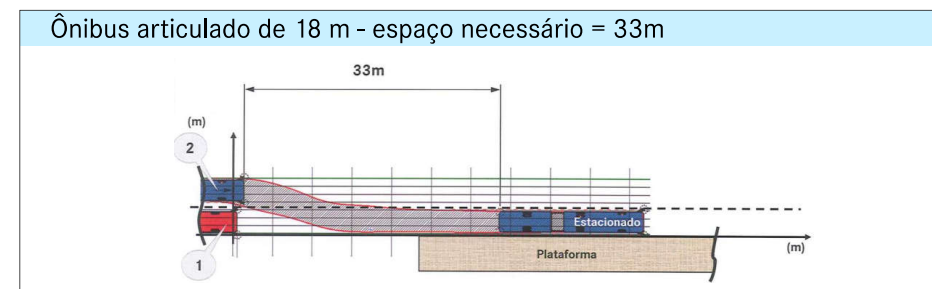 Ônibus articulado de 18 m - espaço necessário = 33m
33m
(m)
2
Estacionado
(m)
Plataforma
1